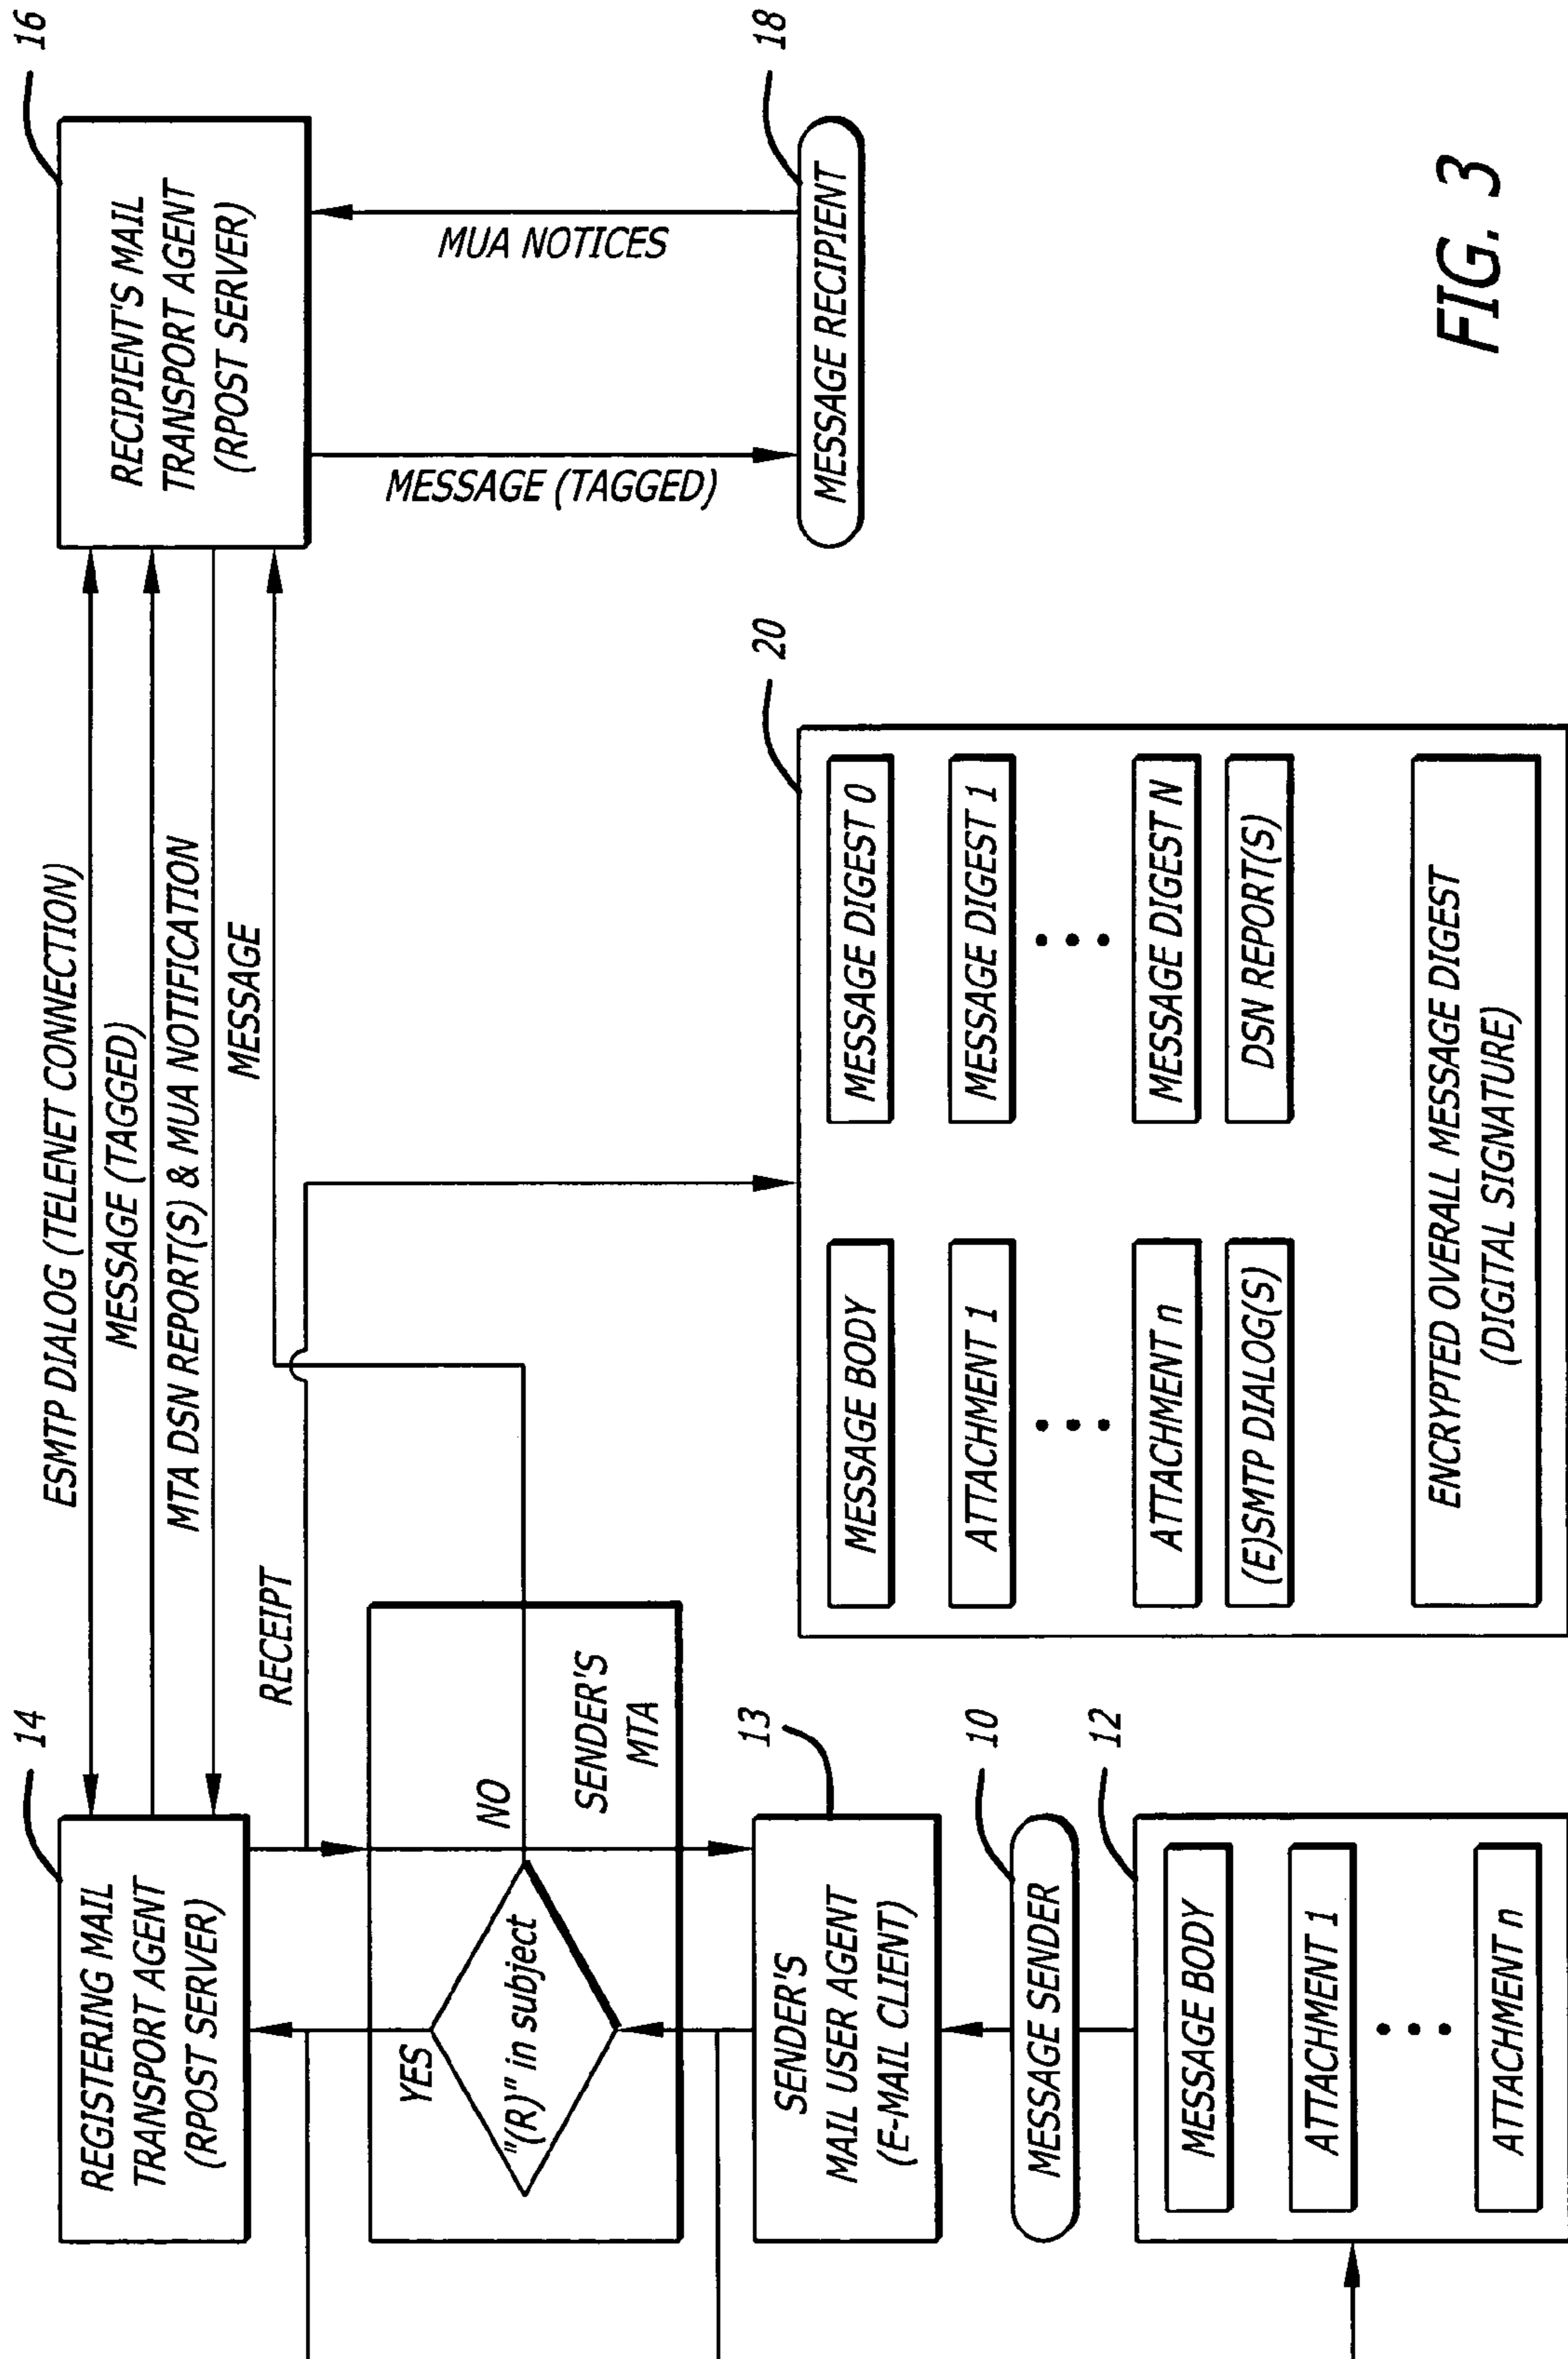 14
REGISTERING MAIL
TRANSPORT AGENT
(RPOST SERVER)
ESMTP DIALOG (TELENET CONNECTION)
MESSAGE (TAGGED)
MTA DSN REPORT(S) & MUA NOTIFICATION
MESSAGE
RECEIPT
16
RECIPIENT'S MAIL
TRANSPORT AGENT
(RPOST SERVER)
YES
"(R)" in subject
NO
SENDER'S
MTA
MESSAGE (TAGGED)
MUA NOTICES
13
SENDER'S
MAIL USER AGENT
(E-MAIL CLIENT)
18
MESSAGE RECIPIENT
10
MESSAGE SENDER
12
MESSAGE BODY
ATTACHMENT 1
ATTACHMENT n
20
MESSAGE BODY
MESSAGE DIGEST 0
ATTACHMENT 1
MESSAGE DIGEST 1
ATTACHMENT n
MESSAGE DIGEST N
(E)SMTP DIALOG(S)
DSN REPORT(S)
ENCRYPTED OVERALL MESSAGE DIGEST
(DIGITAL SIGNATURE)
FIG. 3